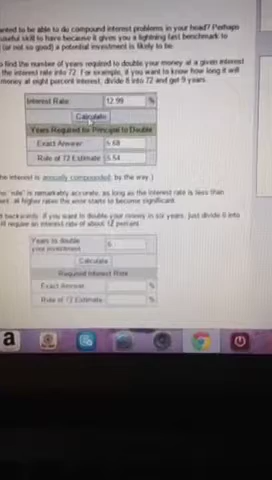 anted to be able to do compound interest problems in your head? Perhaps
useful skill to have because it gives you a lightning fast benchmark to
(or not so good) a potential investment is likely to be.
find the number of years required to double your money at a given interest
the interest rate into 72. For example, if you want to know how long it will
money at eight percent interest, divide 8 into 72 and get 9 years.
Interest Rate: 12.99 %
Calculate
Years Required for Principal to Double
Exact Answer: 5.68
Rule of 72 Estimate: 5.54
the interest is annually compounded, by the way.)
"rule" is remarkably accurate, as long as the interest rate is less than
at higher rates the error starts to become significant.
backwards. If you want to double your money in six years, just divide 6 into
require an interest rate of about 12 percent.
Years to double your investment: 6
Calculate
Required Interest Rate
Exact Answer: %
Rule of 72 Estimate: %
a